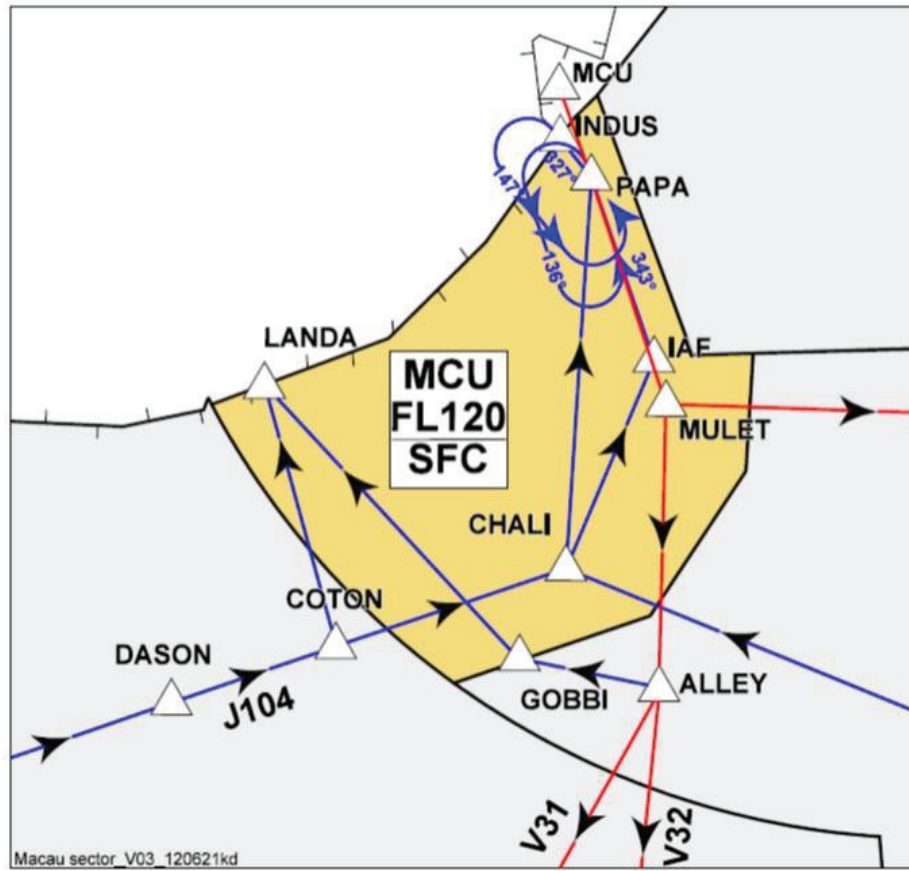 MCU
INDUS
327°
147°
PAPA
136°
343°
LANDA
IAF
MCU
FL120
SFC
MULET
CHALI
COTON
DASON
J104
GOBBI
ALLEY
V31
V32
Macau sector_V03_120621kd